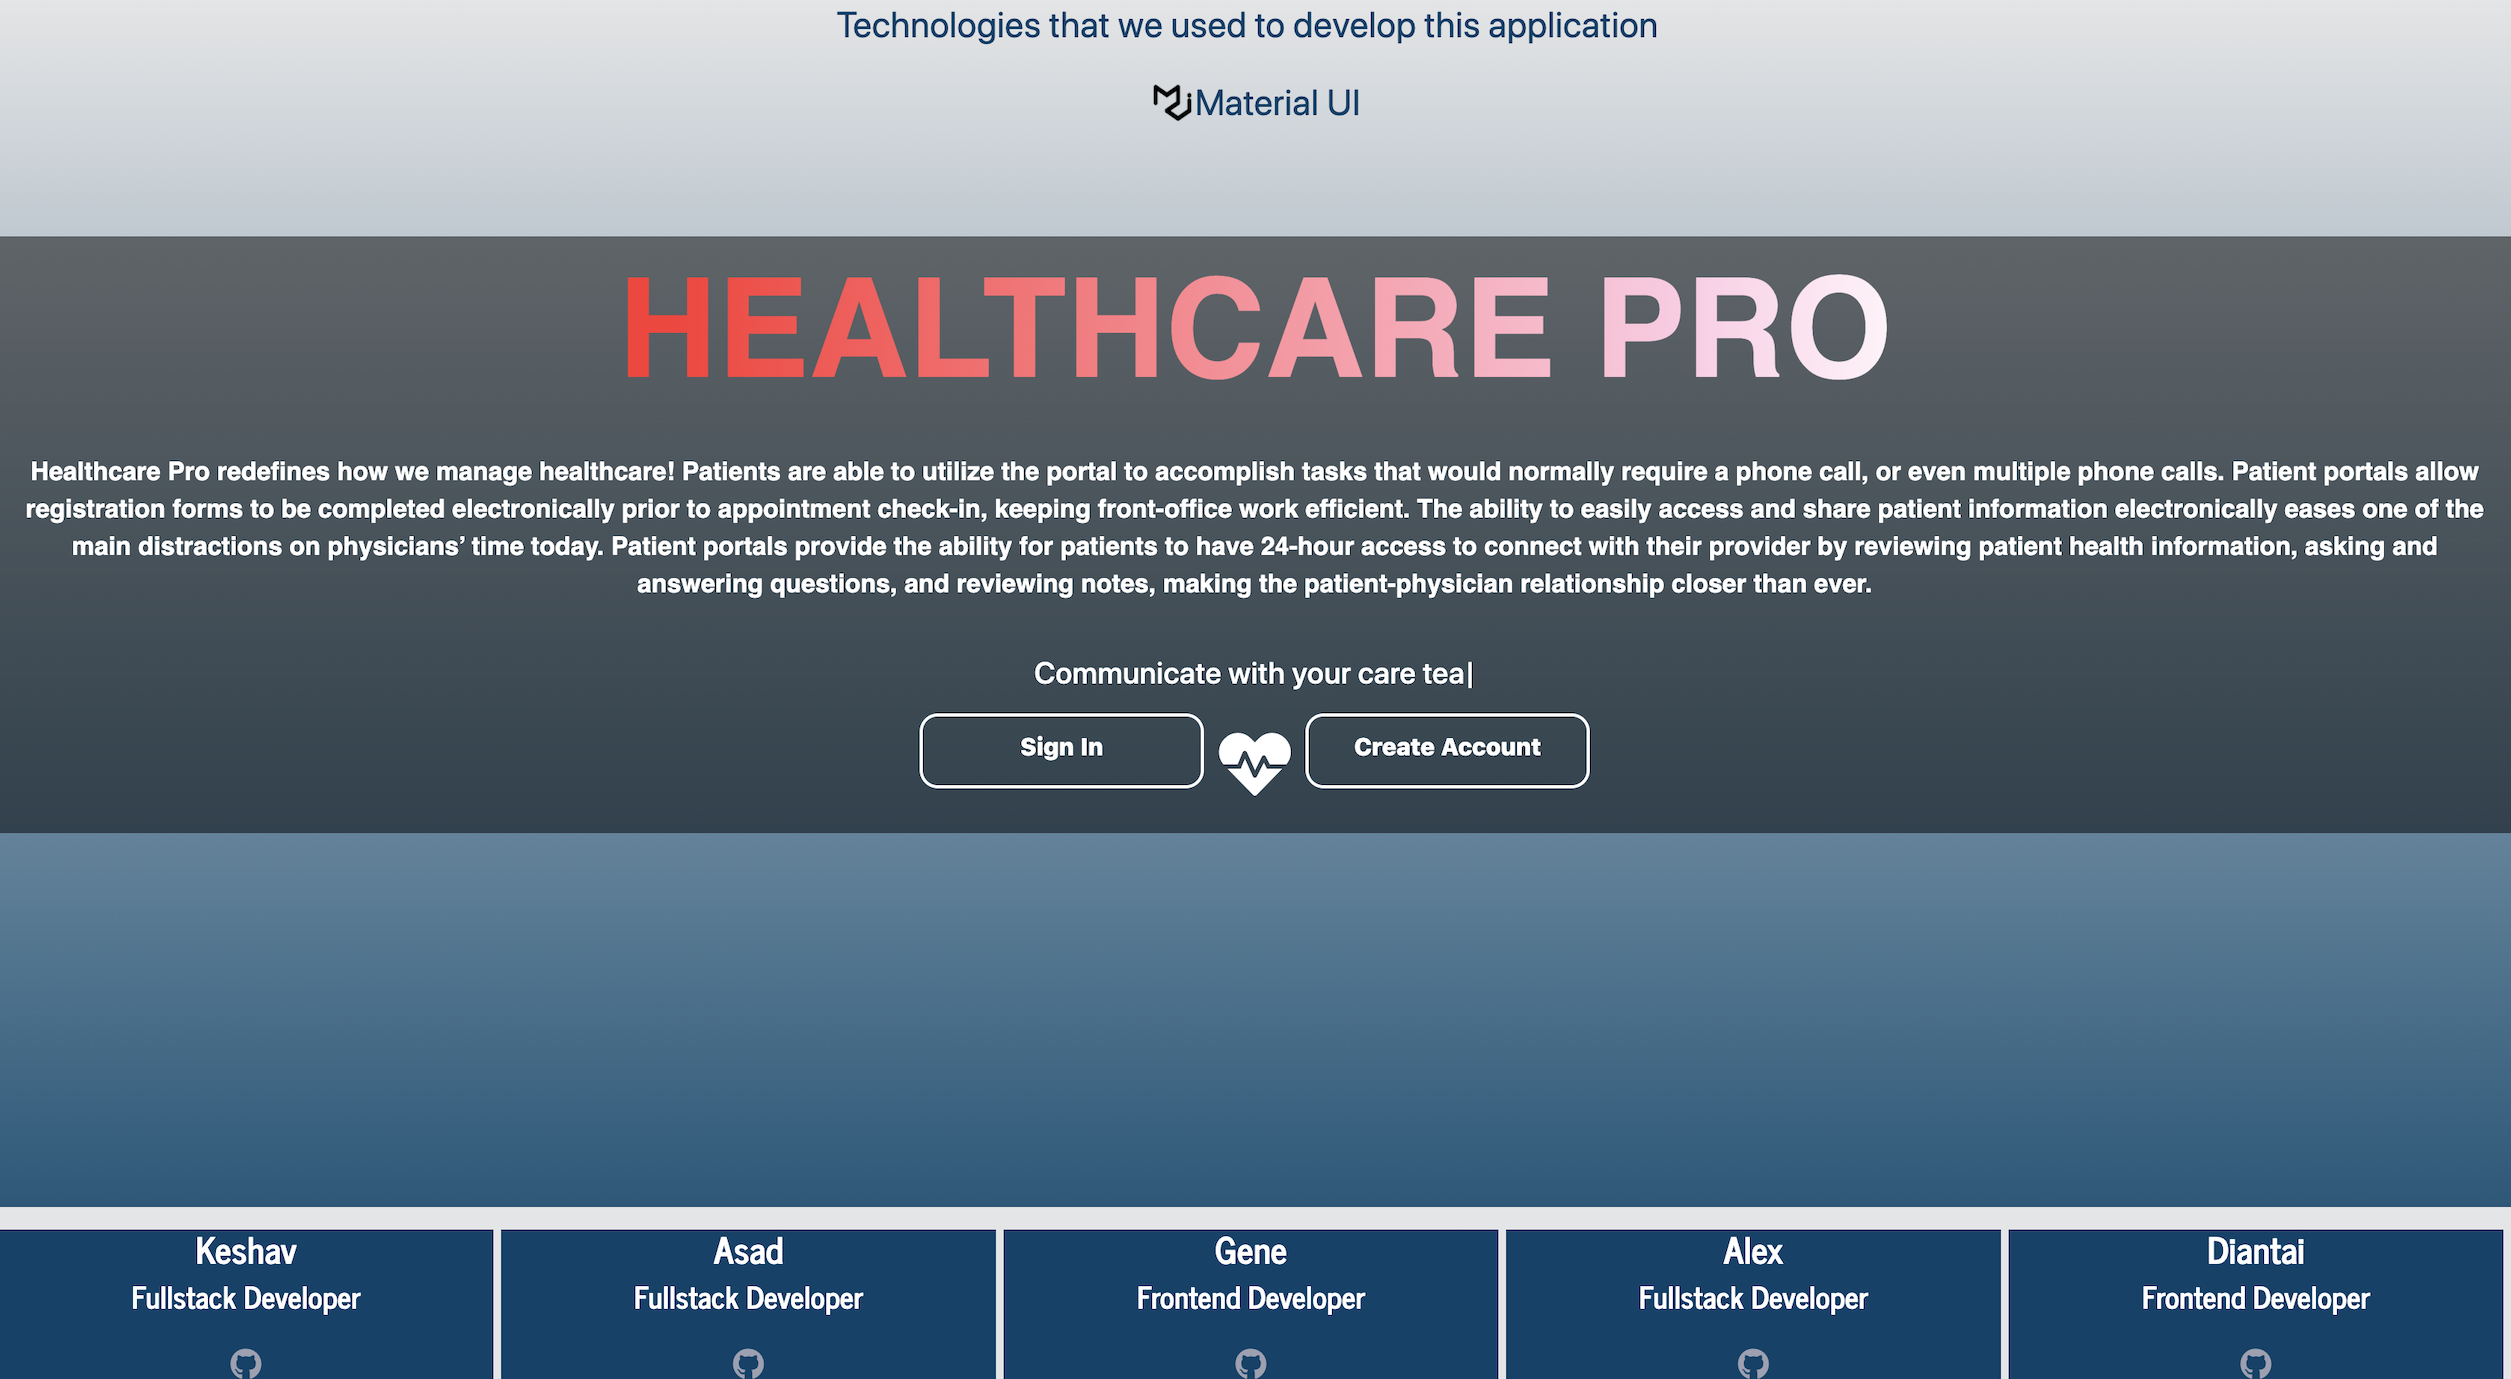 Technologies that we used to develop this application
Material UI
HEALTHCARE PRO
Healthcare Pro redefines how we manage healthcare! Patients are able to utilize the portal to accomplish tasks that would normally require a phone call, or even multiple phone calls. Patient portals allow
registration forms to be completed electronically prior to appointment check-in, keeping front-office work efficient. The ability to easily access and share patient information electronically eases one of the
main distractions on physicians’ time today. Patient portals provide the ability for patients to have 24-hour access to connect with their provider by reviewing patient health information, asking and
answering questions, and reviewing notes, making the patient-physician relationship closer than ever.
Communicate with your care tea|
Sign In
Create Account
Keshav
Fullstack Developer
Asad
Fullstack Developer
Gene
Frontend Developer
Alex
Fullstack Developer
Diantai
Frontend Developer